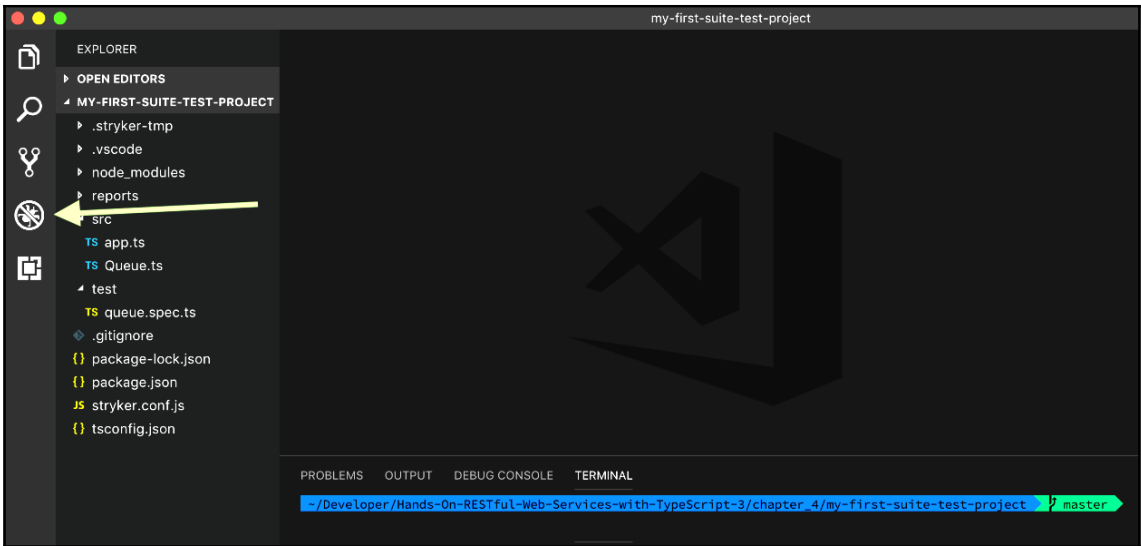 my-first-suite-test-project
EXPLORER
OPEN EDITORS
MY-FIRST-SUITE-TEST-PROJECT
.stryker-tmp
.vscode
node_modules
reports
src
TS app.ts
TS Queue.ts
test
TS queue.spec.ts
.gitignore
{} package-lock.json
{} package.json
JS stryker.conf.js
{} tsconfig.json
PROBLEMS OUTPUT DEBUG CONSOLE TERMINAL
~/Developer/Hands-On-RESTful-Web-Services-with-TypeScript-3/chapter_4/my-first-suite-test-project master